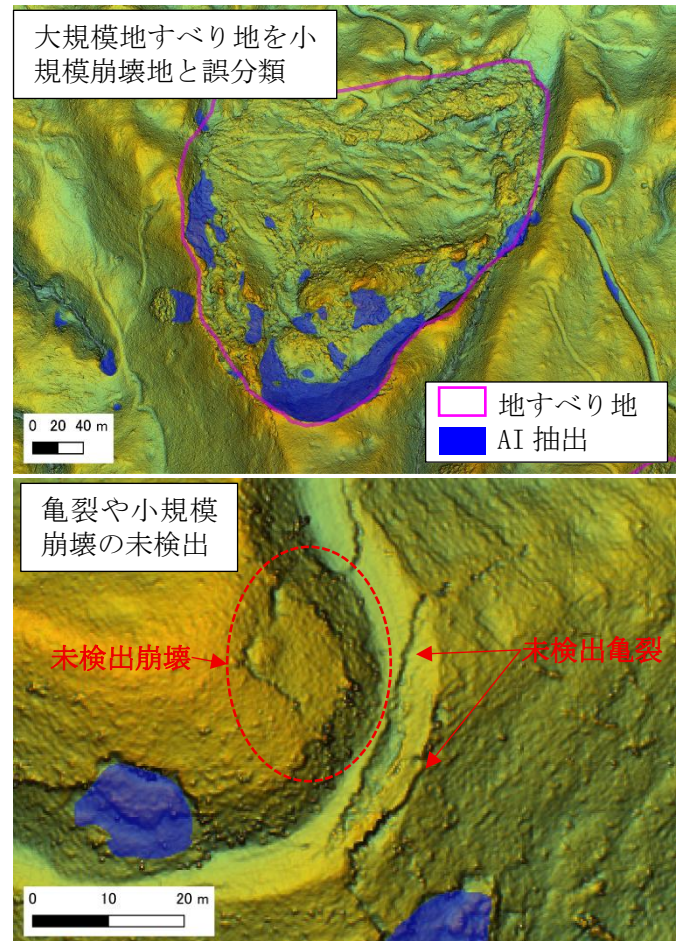 大規模地すべり地を小
規模崩壊地と誤分類
地すべり地
AI 抽出
0 20 40 m
亀裂や小規模
崩壊の未検出
未検出崩壊
未検出亀裂
0 10 20 m